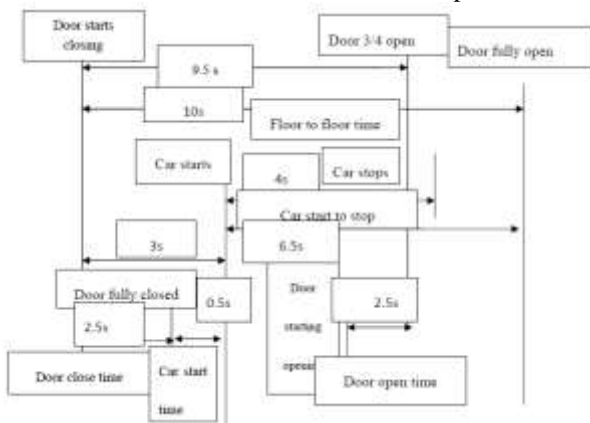 Door starts
closing
Door 3/4 open
Door fully open
9.5 s
10s
Floor to floor time
Car starts
Car stops
4s
Car start to stop
3s
6.5s
Door fully closed
0.5s
Door
starting
2.5s
2.5s
Door close time
Car start
time
Door open time